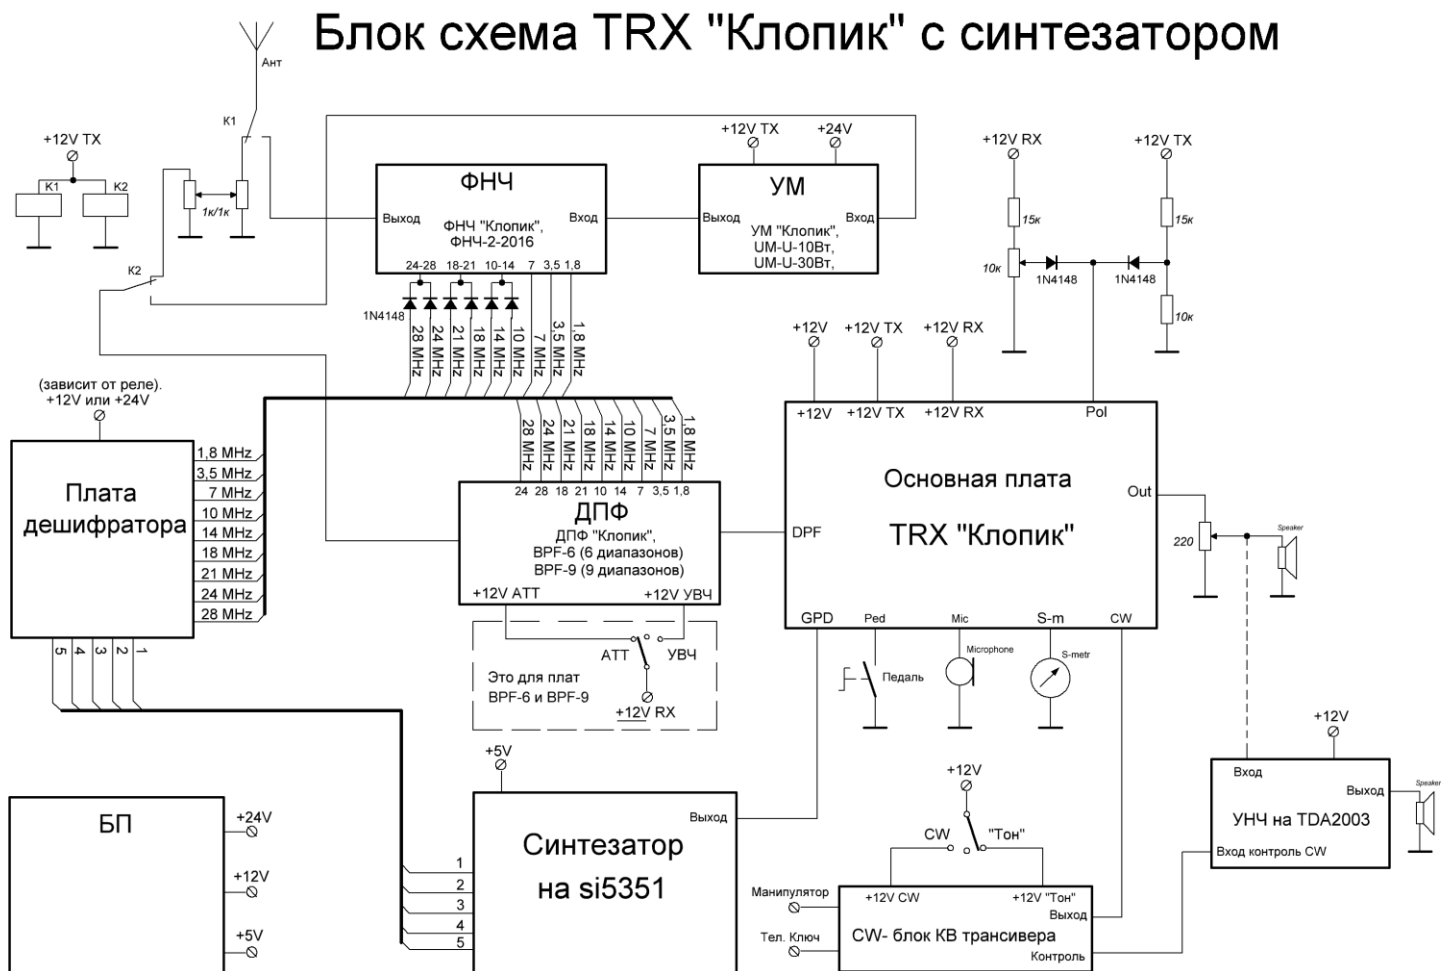 Блок схема TRX "Клопик" с синтезатором
Ант
K1
+12V TX
K1
K2
1к/1к
K2
ФНЧ
Выход
Вход
ФНЧ "Клопик",
ФНЧ-2-2016
24-28
18-21
10-14
7
3,5
1,8
1N4148
28 MHz
24 MHz
21 MHz
18 MHz
14 MHz
10 MHz
7 MHz
3,5 MHz
1,8 MHz
+12V TX
+24V
УМ
Выход
Вход
УМ "Клопик",
UM-U-10Вт,
UM-U-30Вт,
+12V RX
+12V TX
15к
15к
10к
1N4148
1N4148
10к
(зависит от реле).
+12V или +24V
Плата
дешифратора
1,8 MHz
3,5 MHz
7 MHz
10 MHz
14 MHz
18 MHz
21 MHz
24 MHz
28 MHz
5
4
3
2
1
28 MHz
24 MHz
21 MHz
18 MHz
14 MHz
10 MHz
7 MHz
3,5 MHz
1,8 MHz
24
28
18
21
10
14
7
3,5
1,8
ДПФ
ДПФ "Клопик",
BPF-6 (6 диапазонов)
BPF-9 (9 диапазонов)
+12V АТТ
+12V УВЧ
АТТ
УВЧ
Это для плат
BPF-6 и BPF-9
+12V RX
+12V
+12V TX
+12V RX
+12V
+12V TX
+12V RX
Pol
Основная плата
TRX "Клопик"
Out
DPF
GPD
Ped
Mic
S-m
CW
220
Speaker
Педаль
Microphone
S-metr
БП
+24V
+12V
+5V
+5V
Синтезатор
на si5351
Выход
1
2
3
4
5
+12V
CW
"Тон"
+12V CW
+12V "Тон"
Выход
CW- блок КВ трансивера
Контроль
Манипулятор
Тел. Ключ
+12V
Вход
Выход
УНЧ на TDA2003
Вход контроль CW
Speaker